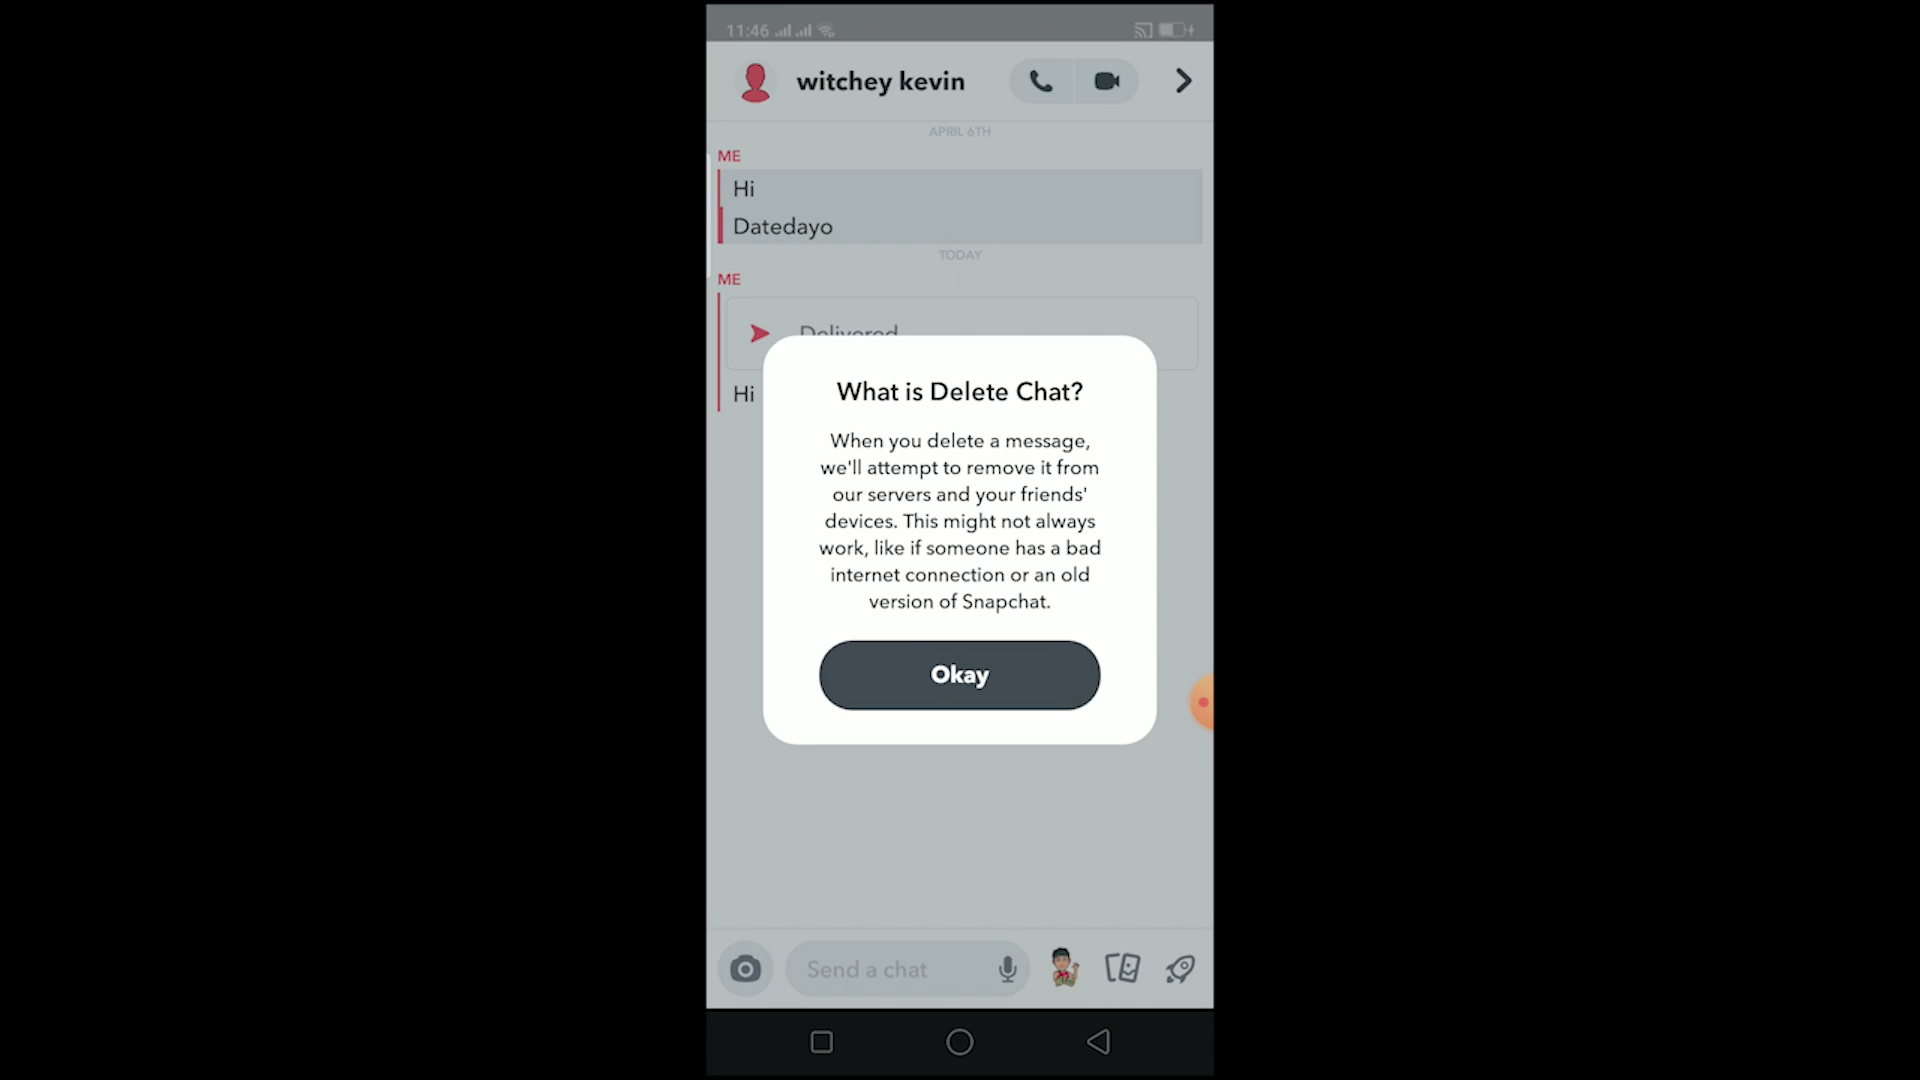 11:46
witchey kevin
APRIL 6TH
ME
Hi
Datedayo
TODAY
ME
Delivered
Hi
What is Delete Chat?
When you delete a message,
we'll attempt to remove it from
our servers and your friends'
devices. This might not always
work, like if someone has a bad
internet connection or an old
version of Snapchat.
Okay
Send a chat